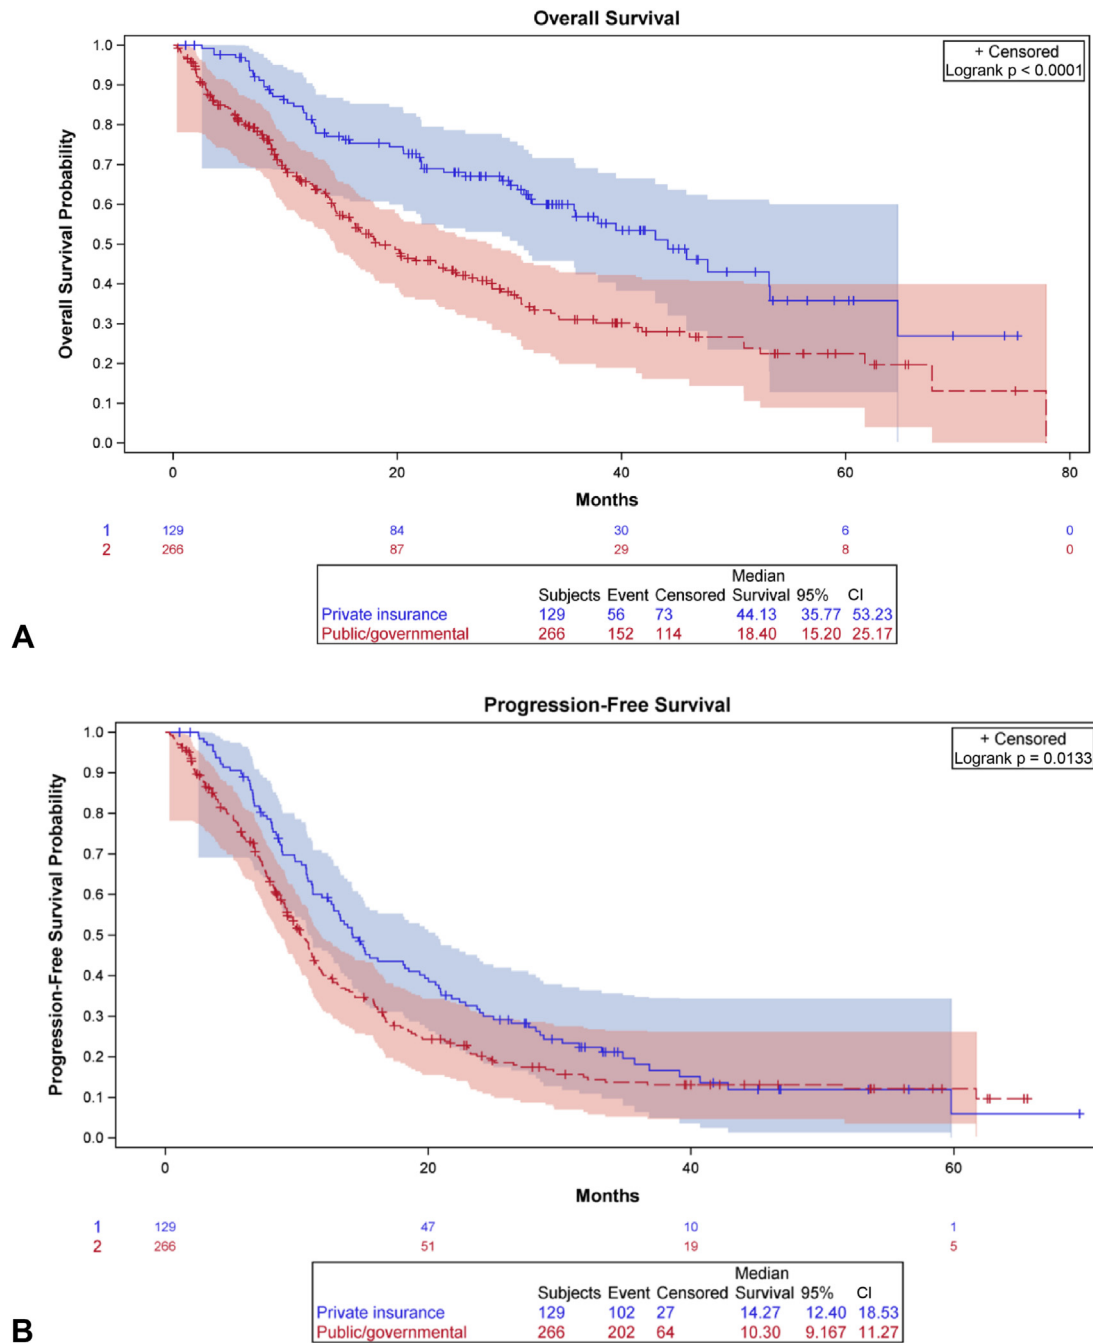 Overall Survival
+ Censored
Logrank p < 0.0001
Overall Survival Probability
1.0
0.9
0.8
0.7
0.6
0.5
0.4
0.3
0.2
0.1
0.0
0 20 40 60 80
Months
1 129 84 30 6 0
2 266 87 29 8 0
Median
Subjects Event Censored Survival 95% CI
Private insurance 129 56 73 44.13 35.77 53.23
Public/governmental 266 152 114 18.40 15.20 25.17
A
Progression-Free Survival
+ Censored
Logrank p = 0.0133
Progression-Free Survival Probability
1.0
0.9
0.8
0.7
0.6
0.5
0.4
0.3
0.2
0.1
0.0
0 20 40 60
Months
1 129 47 10 1
2 266 51 19 5
Median
Subjects Event Censored Survival 95% CI
Private insurance 129 102 27 14.27 12.40 18.53
Public/governmental 266 202 64 10.30 9.167 11.27
B